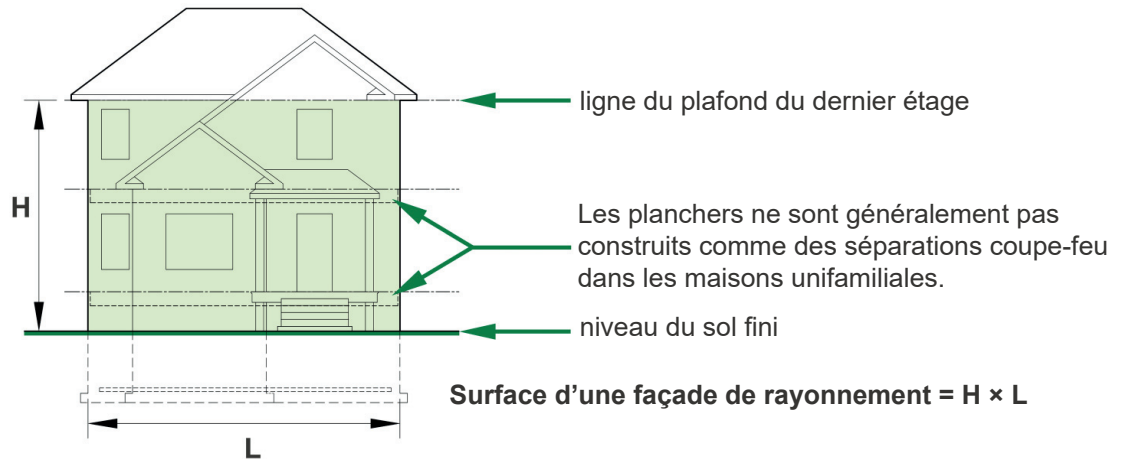 ligne du plafond du dernier étage
H
Les planchers ne sont généralement pas
construits comme des séparations coupe-feu
dans les maisons unifamiliales.
niveau du sol fini
Surface d’une façade de rayonnement = H × L
L